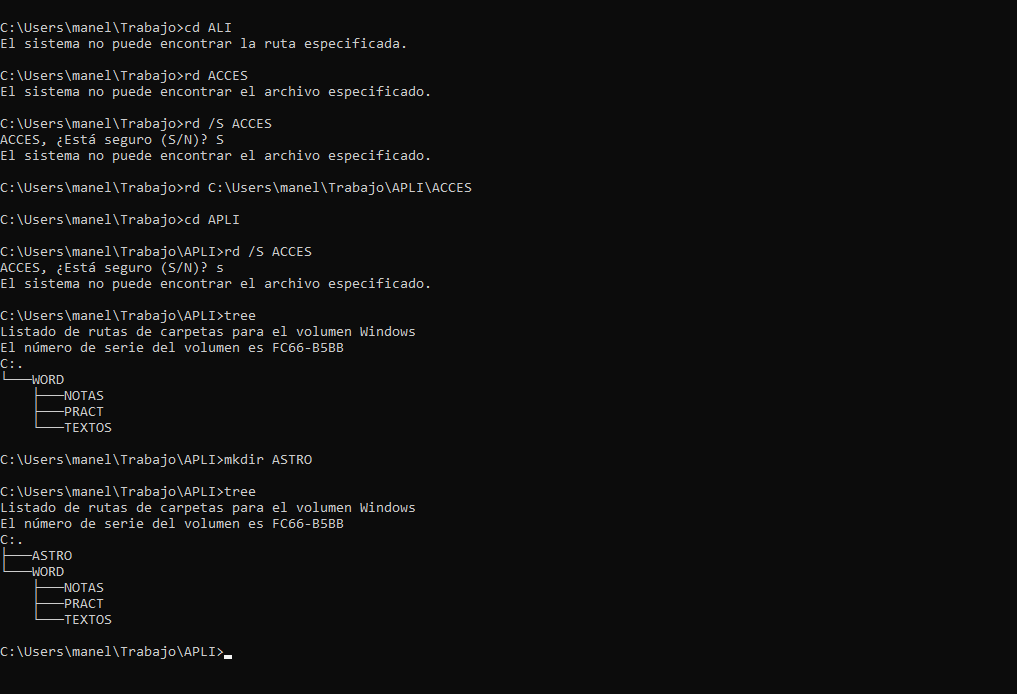 C:\Users\manel\Trabajo>cd ALI
El sistema no puede encontrar la ruta especificada.
C:\Users\manel\Trabajo>rd ACCES
El sistema no puede encontrar el archivo especificado.
C:\Users\manel\Trabajo>rd /S ACCES
ACCES, ¿Está seguro (S/N)? S
El sistema no puede encontrar el archivo especificado.
C:\Users\manel\Trabajo>rd C:\Users\manel\Trabajo\APLI\ACCES
C:\Users\manel\Trabajo>cd APLI
C:\Users\manel\Trabajo\APLI>rd /S ACCES
ACCES, ¿Está seguro (S/N)? s
El sistema no puede encontrar el archivo especificado.
C:\Users\manel\Trabajo\APLI>tree
Listado de rutas de carpetas para el volumen Windows
El número de serie del volumen es FC66-B5BB
C:.
└───WORD
    ├───NOTAS
    ├───PRACT
    └───TEXTOS
C:\Users\manel\Trabajo\APLI>mkdir ASTRO
C:\Users\manel\Trabajo\APLI>tree
Listado de rutas de carpetas para el volumen Windows
El número de serie del volumen es FC66-B5BB
C:.
├───ASTRO
└───WORD
    ├───NOTAS
    ├───PRACT
    └───TEXTOS
C:\Users\manel\Trabajo\APLI>